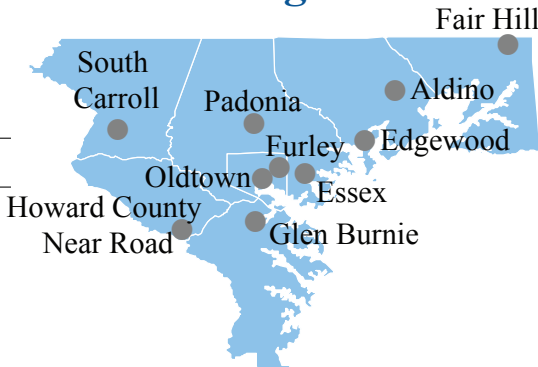 Fair Hill
South
Carroll
Aldino
Padonia
Furley
Edgewood
Oldtown
Essex
Howard County
Near Road
Glen Burnie